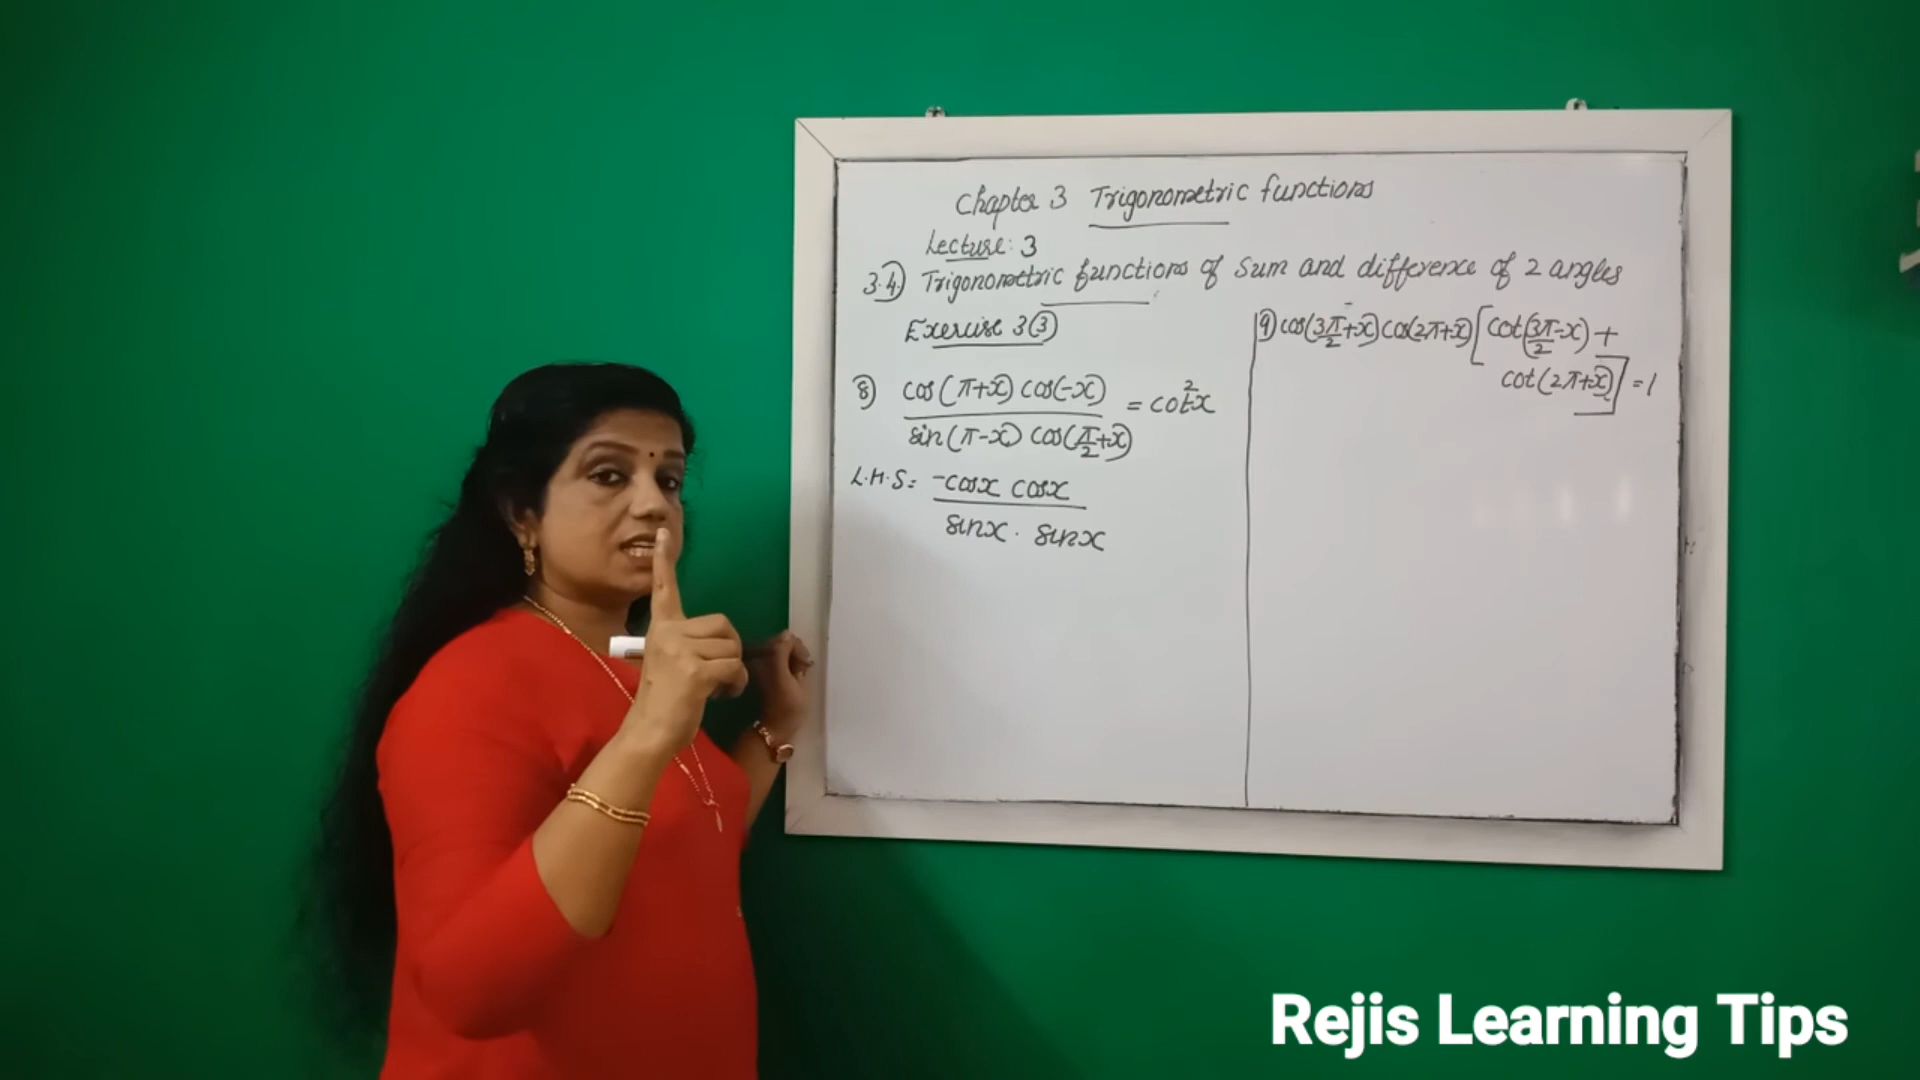 Chapter 3 Trigonometric functions
Lecture: 3
3.4) Trigonometric functions of Sum and difference of 2 angles
Exercise 3(3)
8) cos(π+x) cos(-x) / sin(π-x) cos(π/2+x) = cot²x
L.H.S = -cosx cosx / sinx . sinx
9) cos(3π/2+x) cos(2π+x) [cot(3π/2-x) +
cot(2π+x)] = 1
Rejis Learning Tips